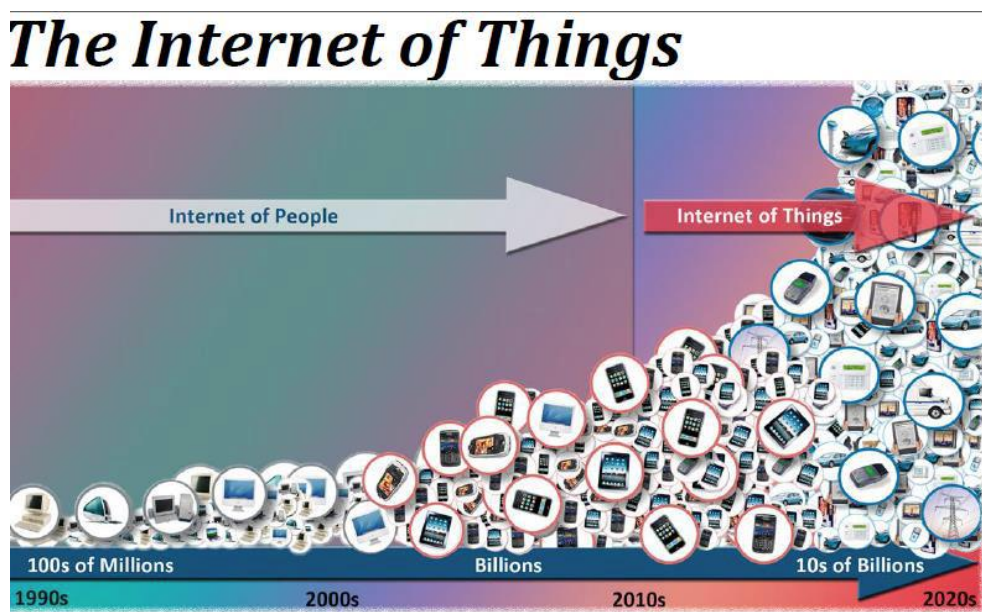 The Internet of Things
Internet of People
Internet of Things
100s of Millions
Billions
10s of Billions
1990s
2000s
2010s
2020s